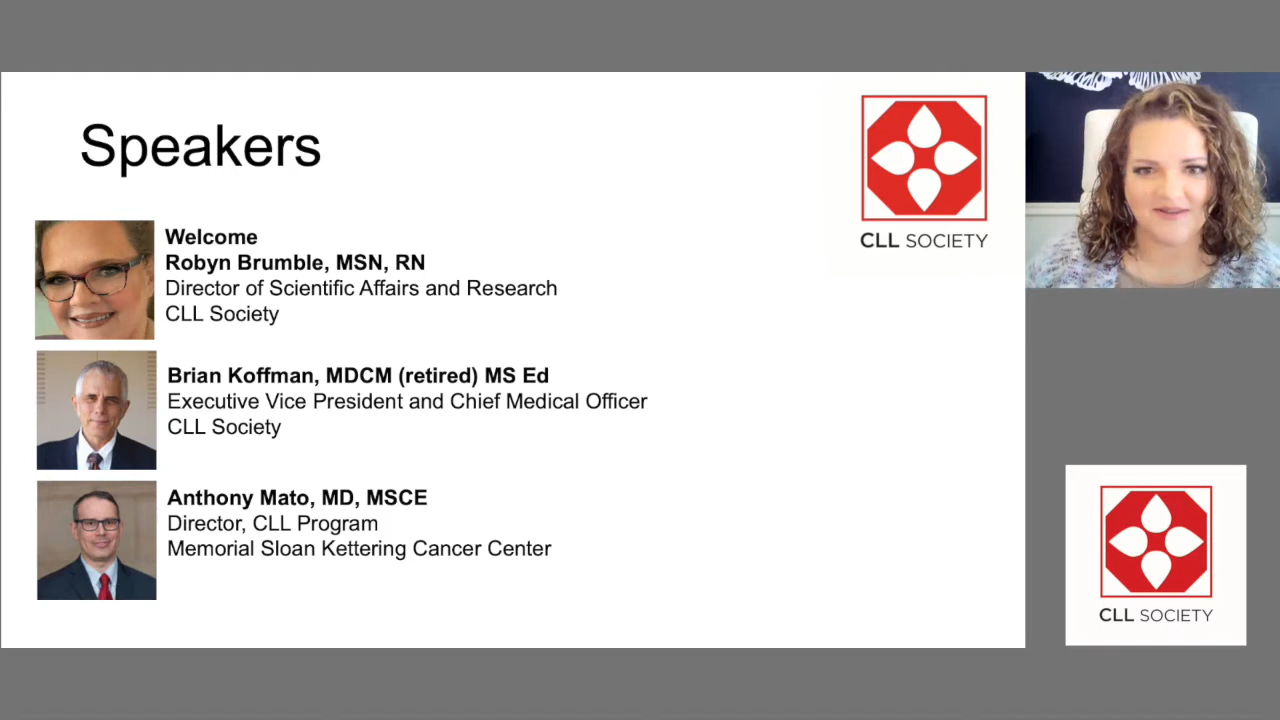 Speakers
CLL SOCIETY
Welcome
Robyn Brumble, MSN, RN
Director of Scientific Affairs and Research
CLL Society
Brian Koffman, MDCM (retired) MS Ed
Executive Vice President and Chief Medical Officer
CLL Society
Anthony Mato, MD, MSCE
Director, CLL Program
Memorial Sloan Kettering Cancer Center
CLL SOCIETY